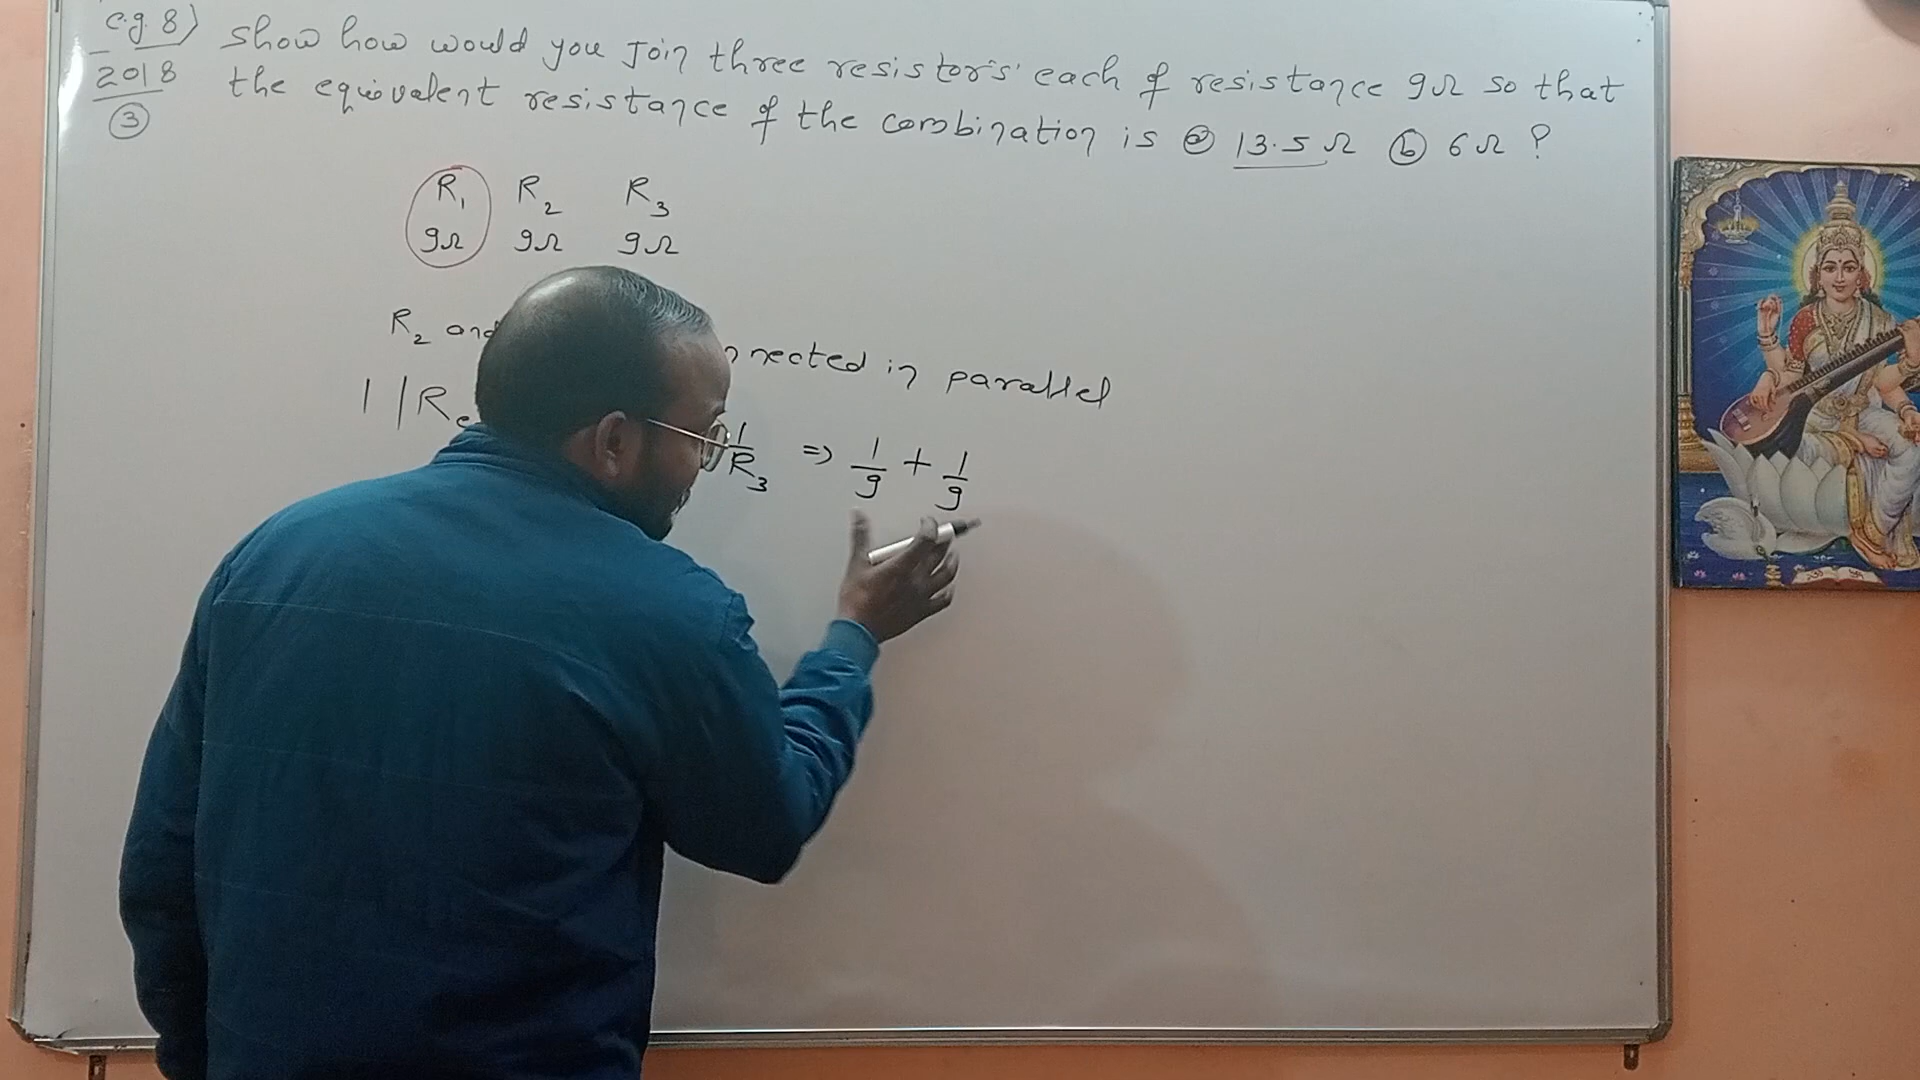 e.g. 8) Show how would you Join three resistors each of resistance 9Ω so that
2018 the equivalent resistance of the combination is ⓐ 13.5 Ω ⓑ 6Ω ?
③
R₁ R₂ R₃
9Ω 9Ω 9Ω
R₂ and nnected in parallel
1/Re 1/R₃ => 1/9 + 1/9